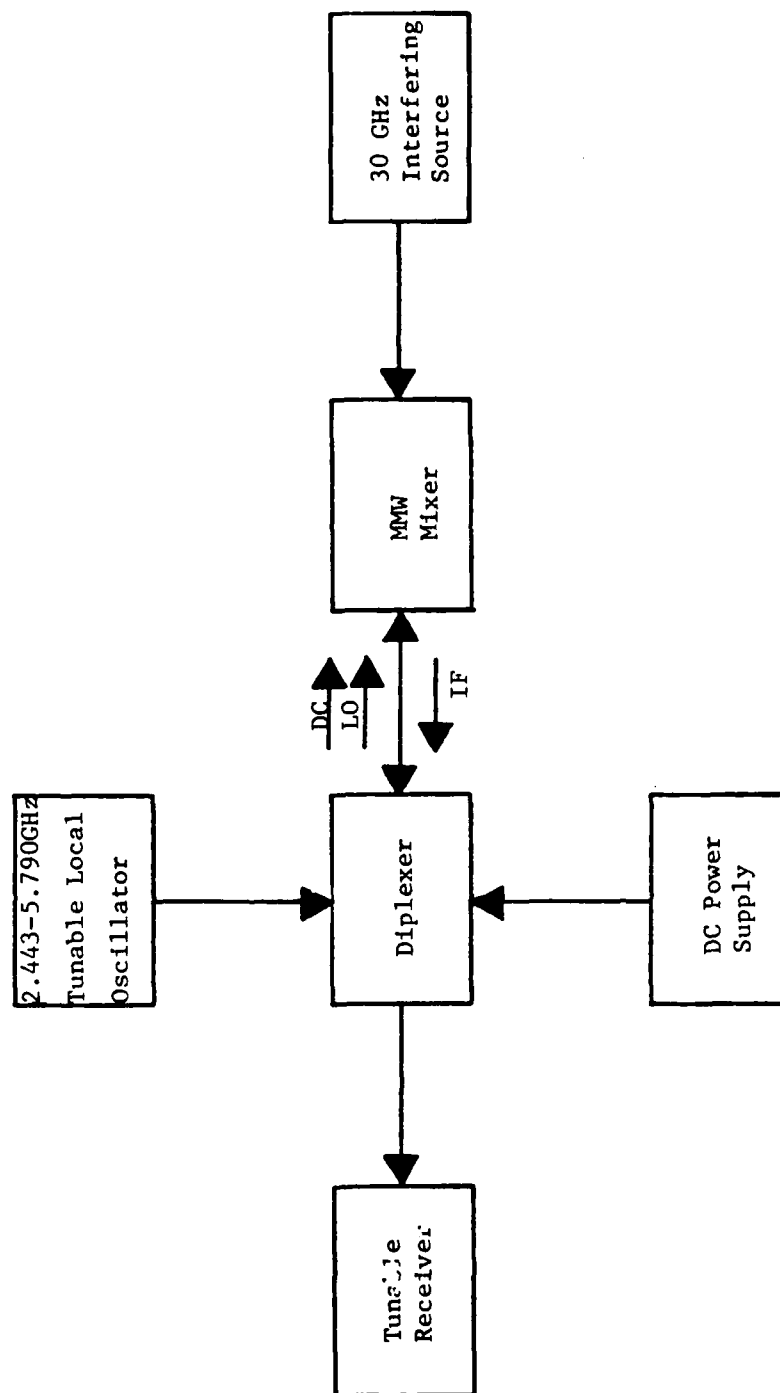 2.443-5.790GHz
Tunable Local
Oscillator
Tunable
Receiver
Diplexer
DC
LO
IF
MMW
Mixer
30 GHz
Interfering
Source
DC Power
Supply